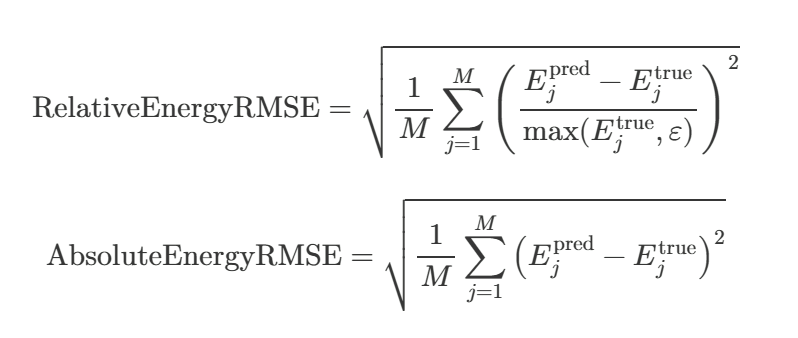 RelativeEnergyRMSE = \sqrt{\frac{1}{M} \sum_{j=1}^{M} \left( \frac{E_j^{\text{pred}} - E_j^{\text{true}}}{\max(E_j^{\text{true}}, \varepsilon)} \right)^2}
AbsoluteEnergyRMSE = \sqrt{\frac{1}{M} \sum_{j=1}^{M} \left( E_j^{\text{pred}} - E_j^{\text{true}} \right)^2}